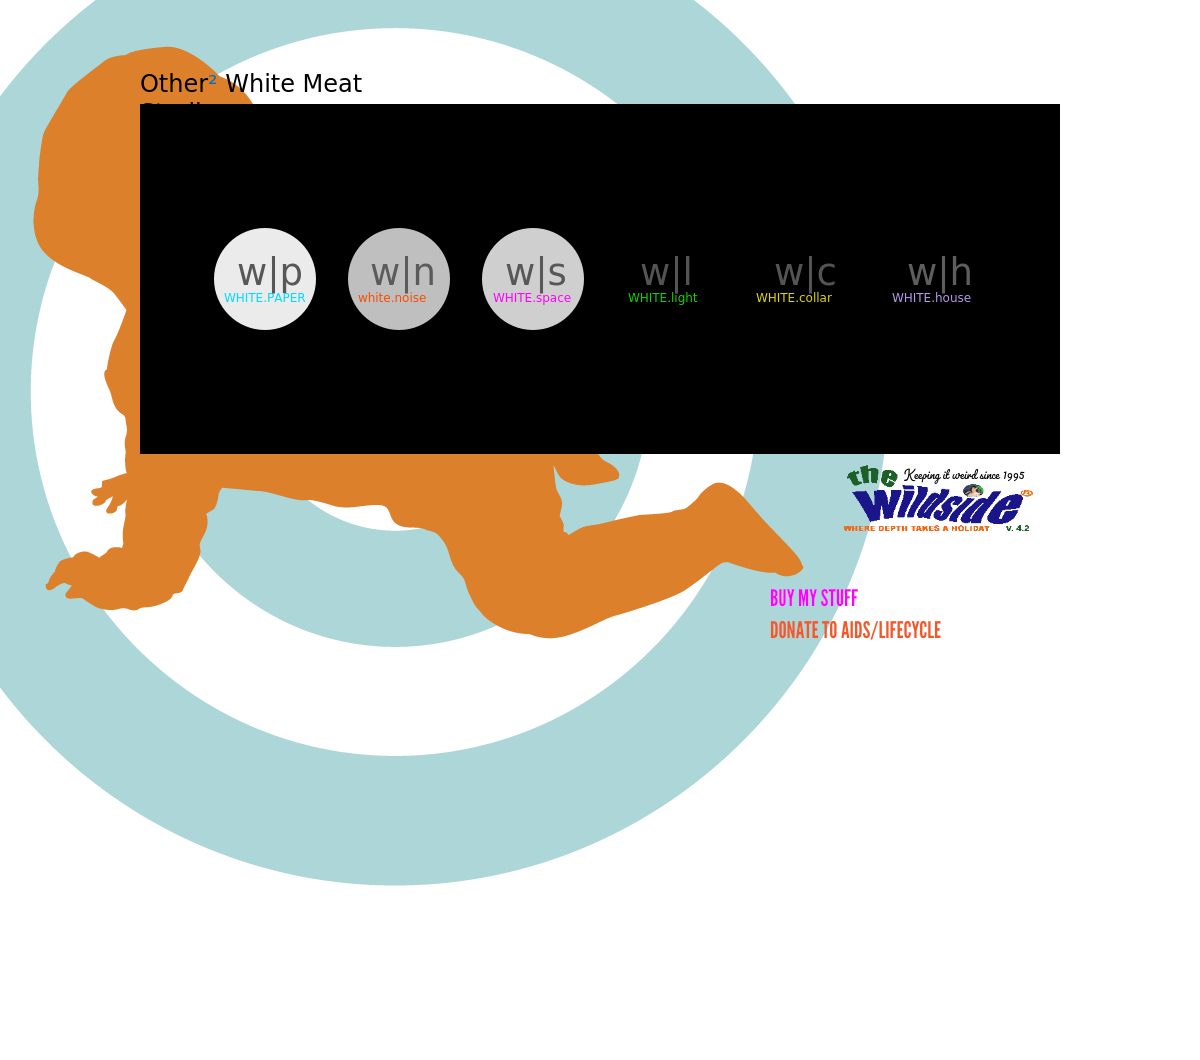 Other² White Meat
w|p
WHITE.PAPER
w|n
white.noise
w|s
WHITE.space
w|l
WHITE.light
w|c
WHITE.collar
w|h
WHITE.house
the
Keeping it weird since 1995
Wildside
WHERE DEPTH TAKES A HOLIDAY
v. 4.2
BUY MY STUFF
DONATE TO AIDS/LIFECYCLE